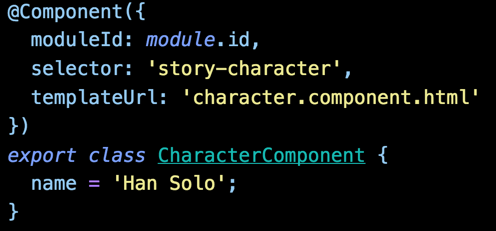 @Component({
  moduleId: module.id,
  selector: 'story-character',
  templateUrl: 'character.component.html'
})
export class CharacterComponent {
  name = 'Han Solo';
}